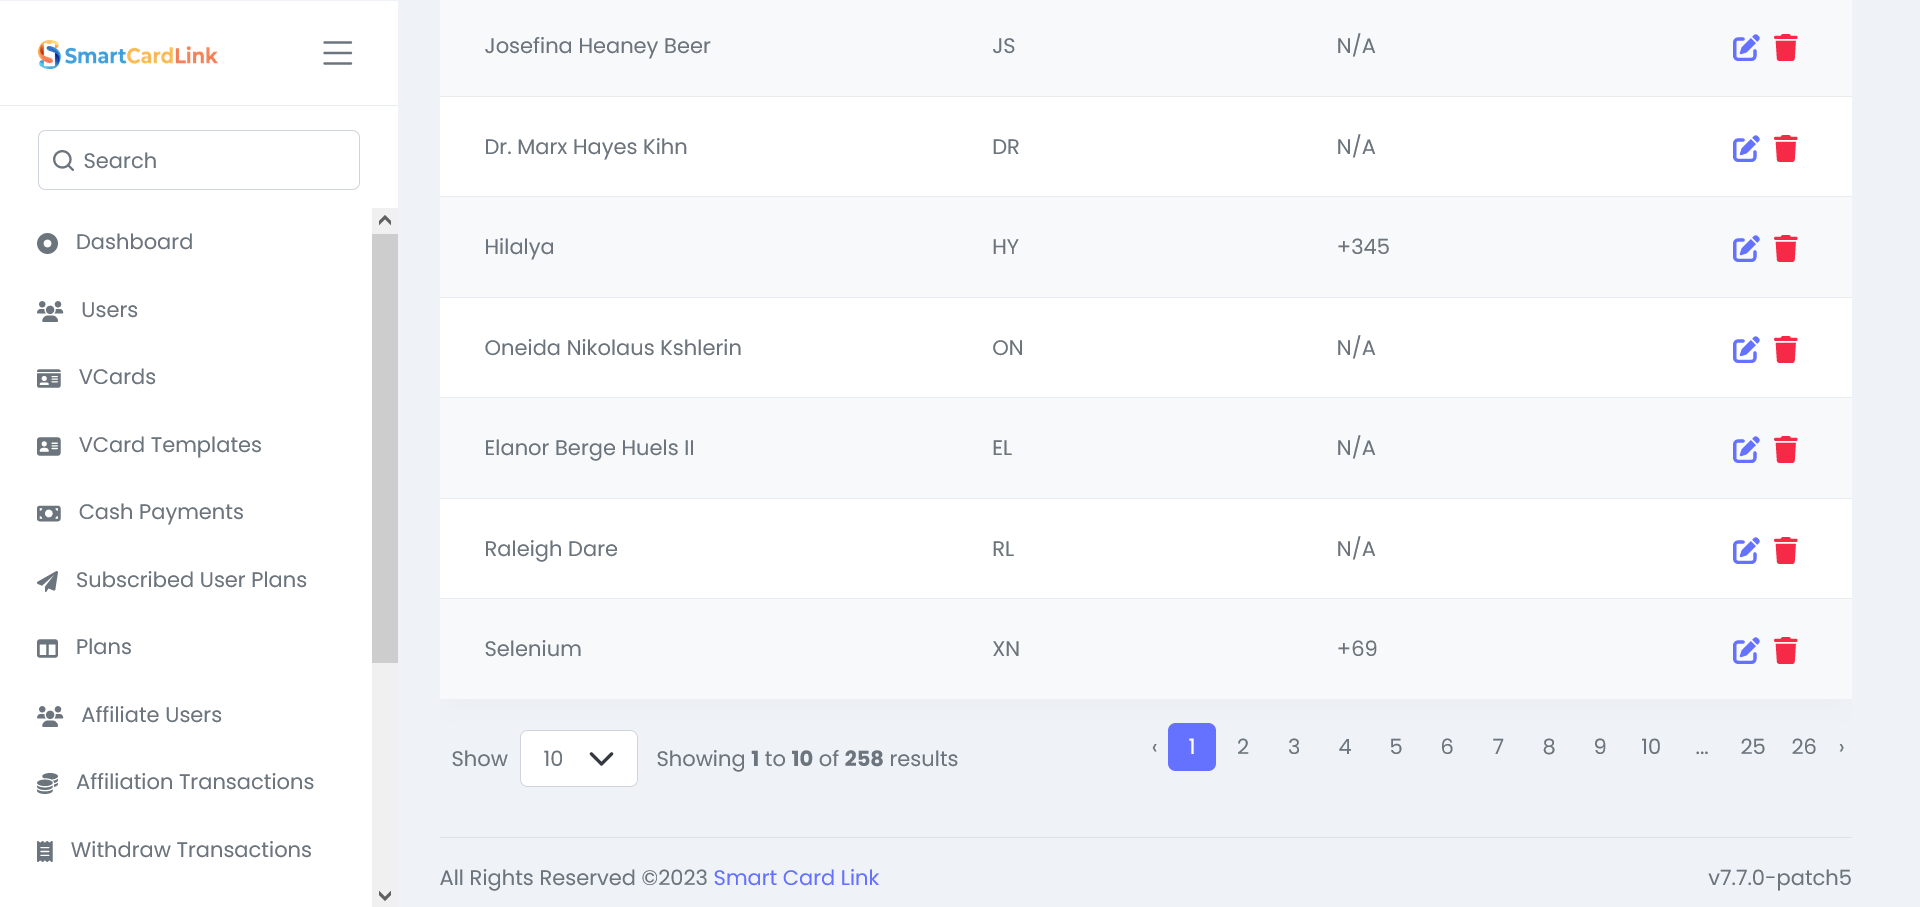 SmartCardLink
Search
Dashboard
Users
VCards
VCard Templates
Cash Payments
Subscribed User Plans
Plans
Affiliate Users
Affiliation Transactions
Withdraw Transactions
Josefina Heaney Beer JS N/A
Dr. Marx Hayes Kihn DR N/A
Hilalya HY +345
Oneida Nikolaus Kshlerin ON N/A
Elanor Berge Huels II EL N/A
Raleigh Dare RL N/A
Selenium XN +69
Show 10 Showing 1 to 10 of 258 results
‹ 1 2 3 4 5 6 7 8 9 10 ... 25 26 ›
All Rights Reserved ©2023 Smart Card Link
v7.7.0-patch5